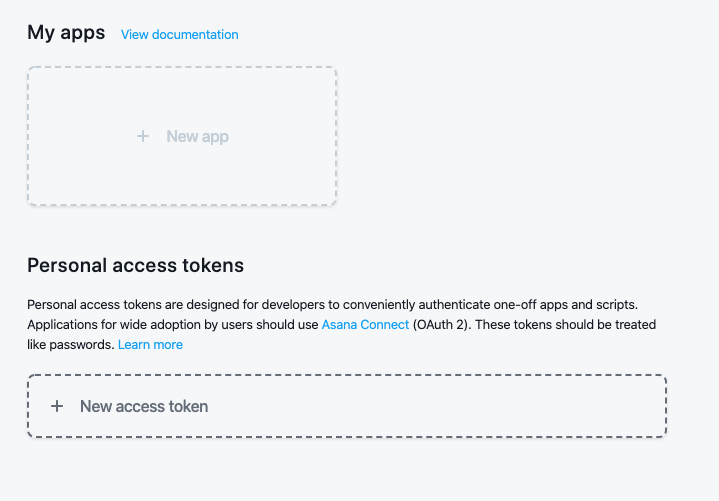 My apps View documentation
+ New app
Personal access tokens
Personal access tokens are designed for developers to conveniently authenticate one-off apps and scripts.
Applications for wide adoption by users should use Asana Connect (OAuth 2). These tokens should be treated
like passwords. Learn more
+ New access token